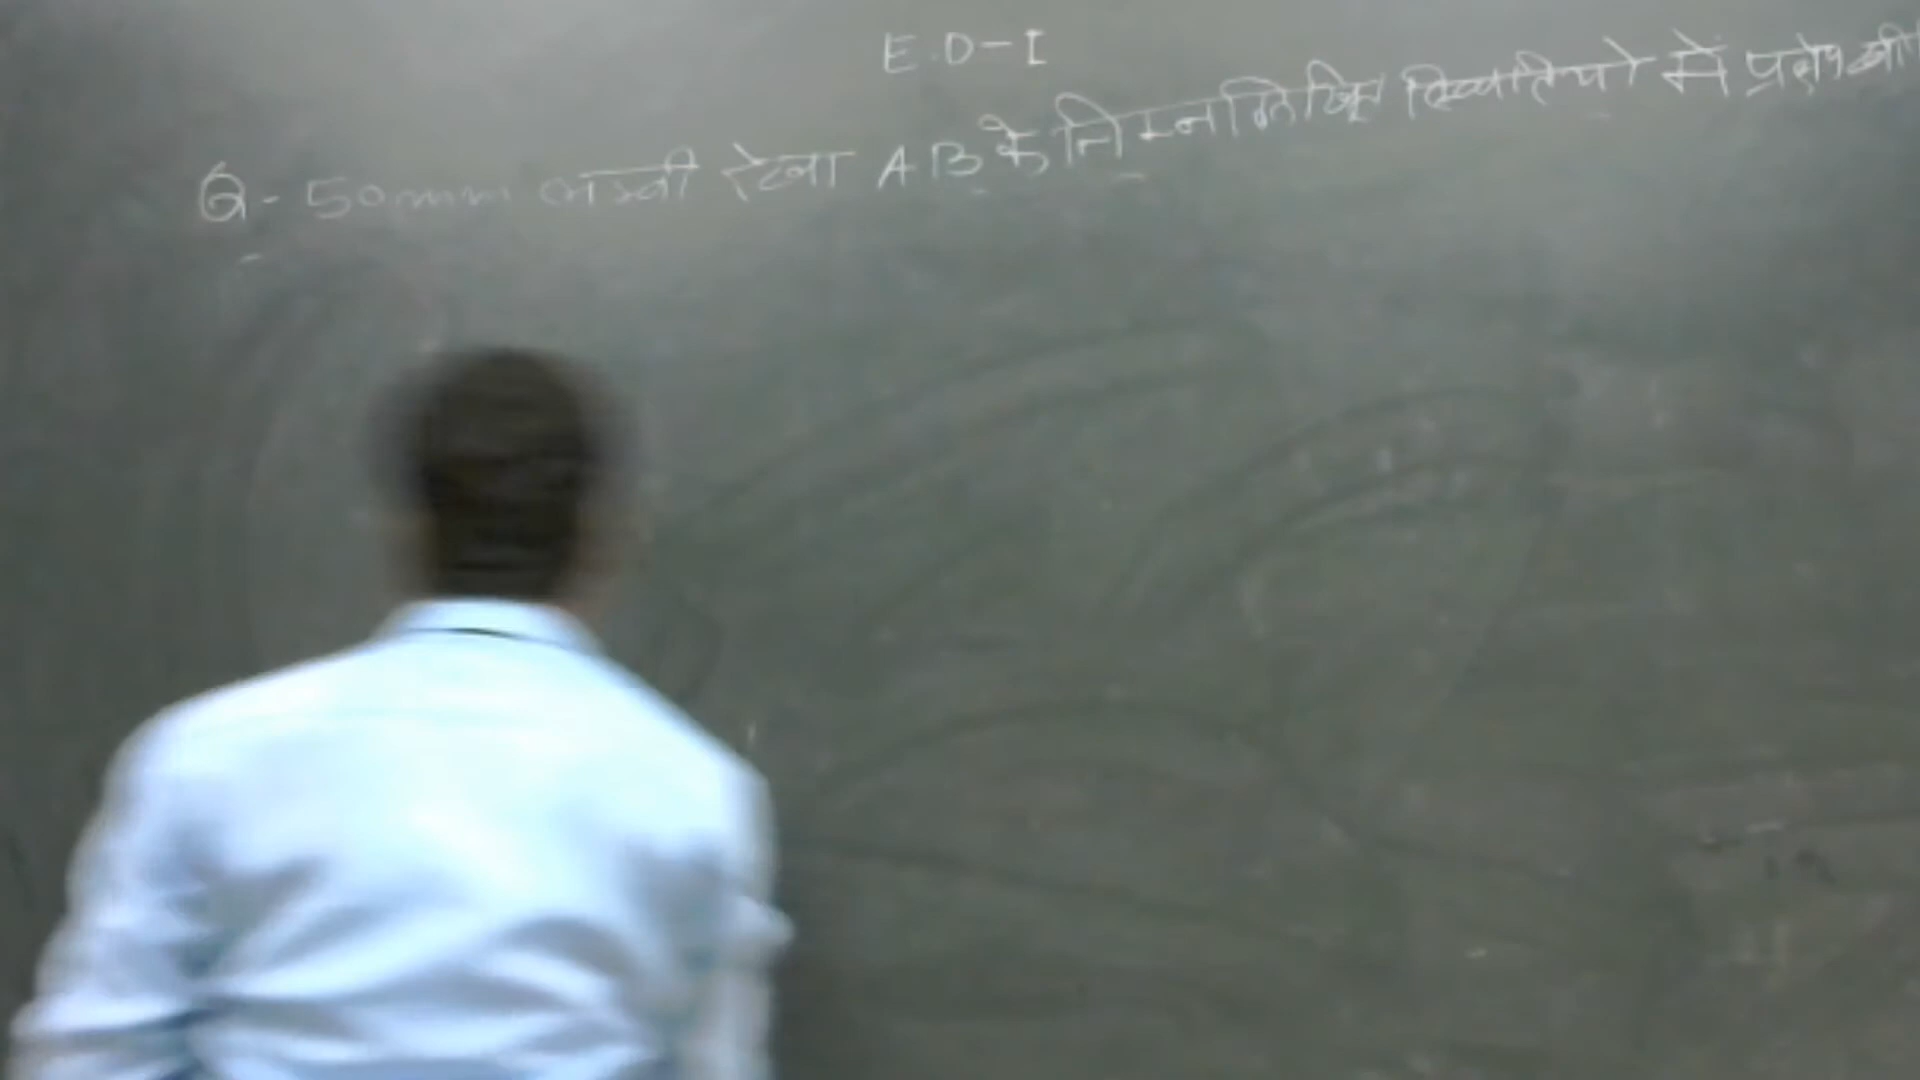 E.D-I
Q- 50mm लम्बी रेखा AB के निम्नलिखित स्थितियो में प्रक्षेप खी